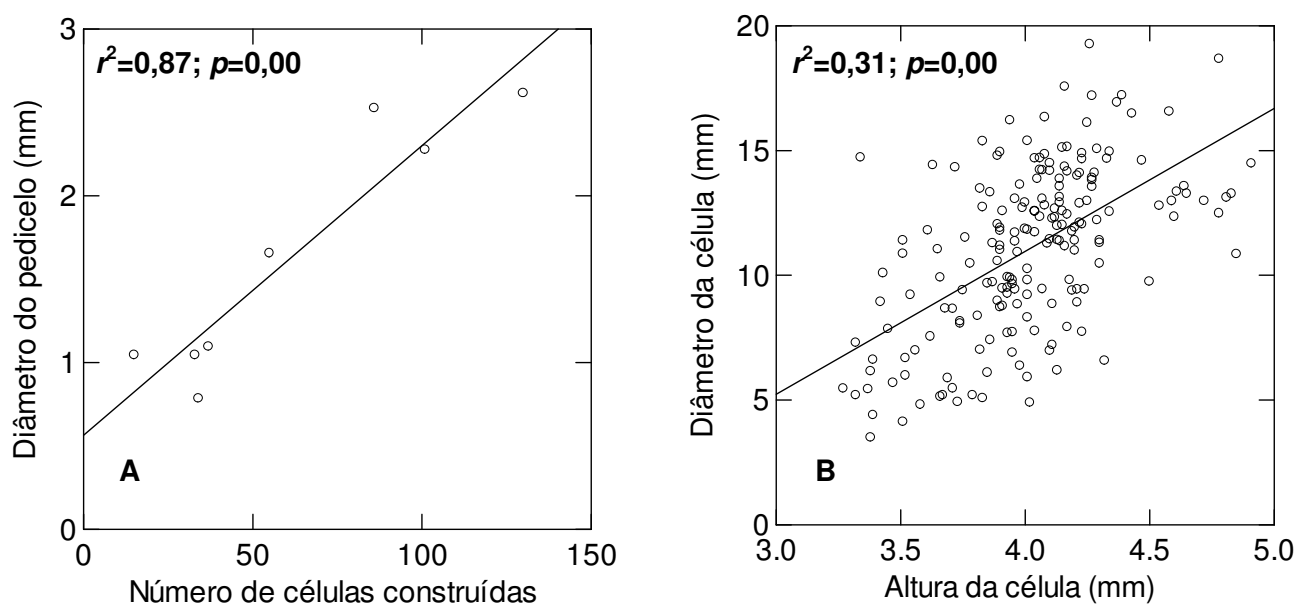 r²=0,87; p=0,00
Diâmetro do pedicelo (mm)
3
2
1
0
A
0 50 100 150
Número de células construídas
r²=0,31; p=0,00
Diâmetro da célula (mm)
20
15
10
5
0
B
3.0 3.5 4.0 4.5 5.0
Altura da célula (mm)